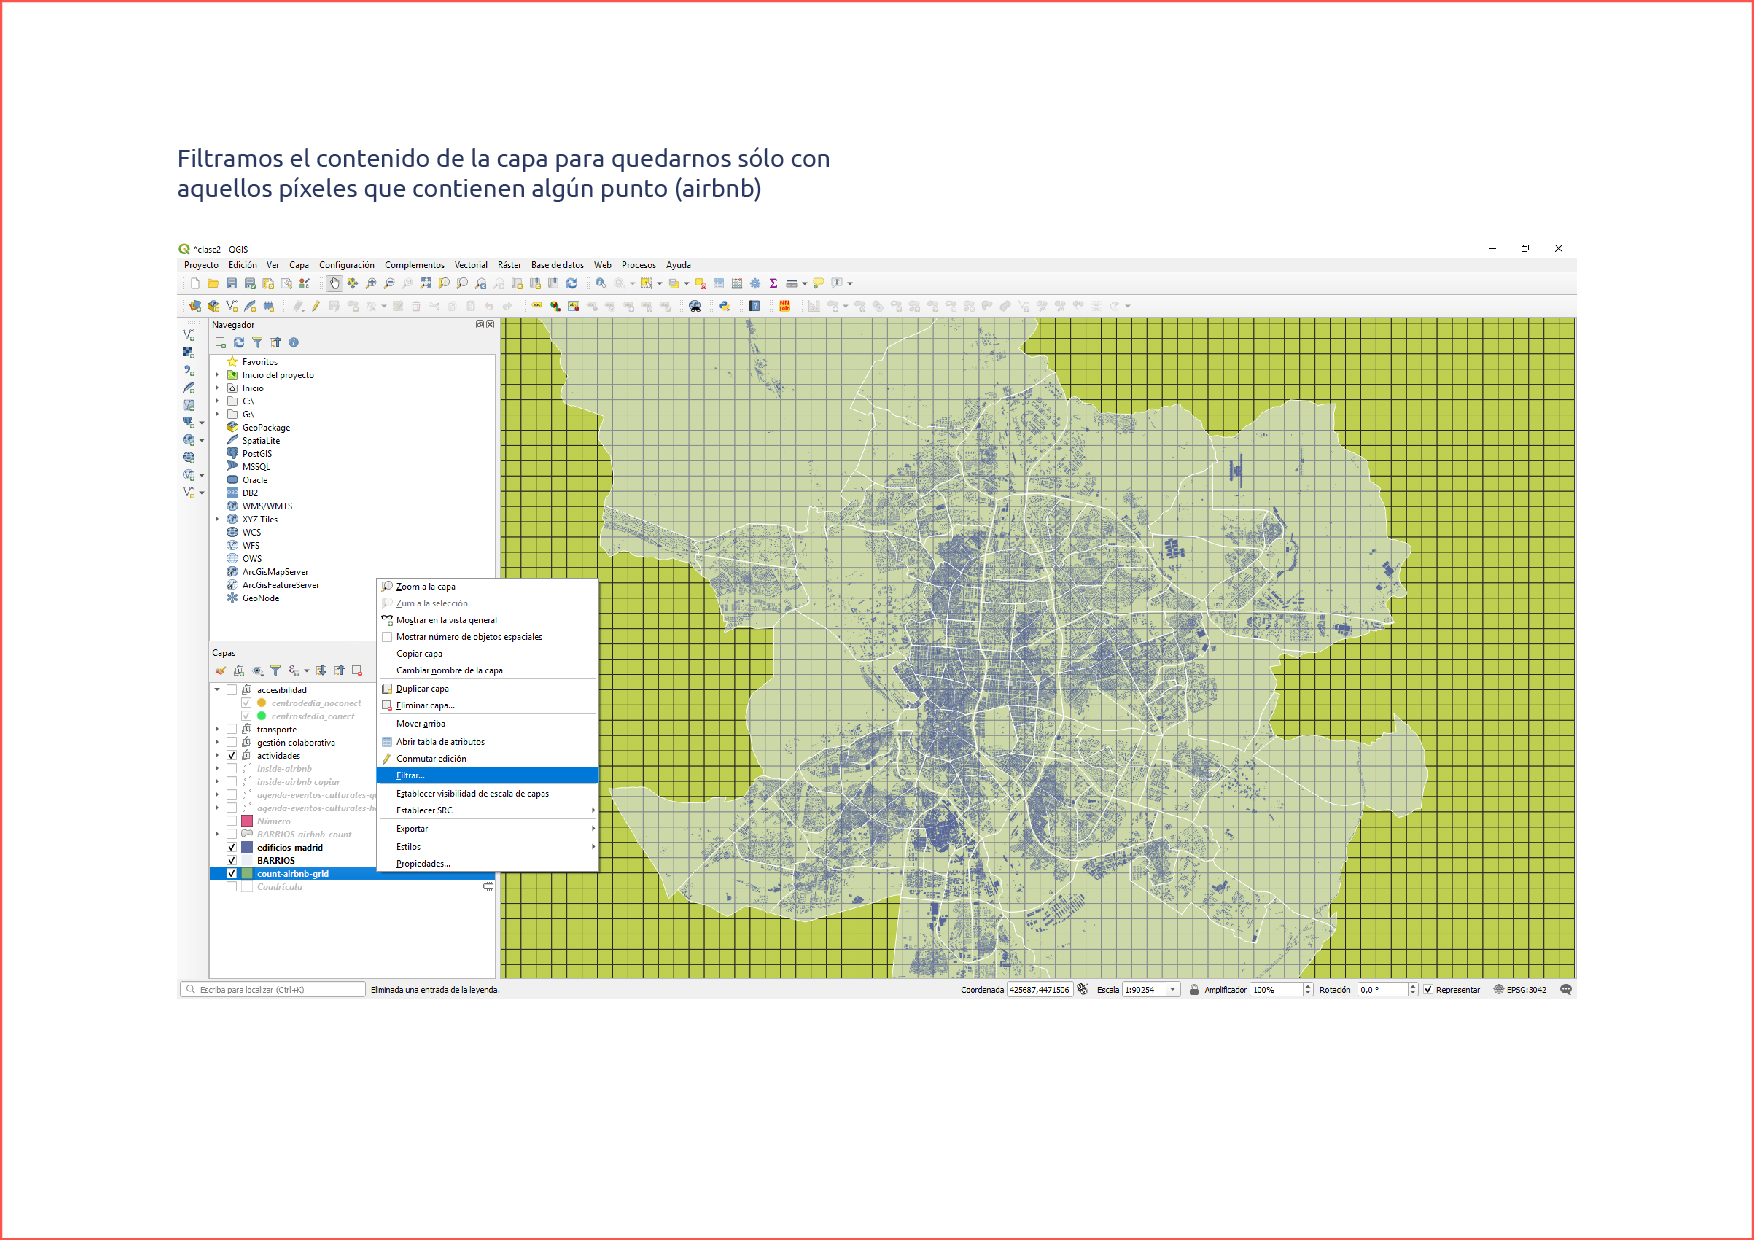 Filtramos el contenido de la capa para quedarnos sólo con
aquellos píxeles que contienen algún punto (airbnb)
*clase2 - QGIS
Proyecto Edición Ver Capa Configuración Complementos Vectorial Ráster Base de datos Web Procesos Ayuda
Navegador
Favoritos
Inicio del proyecto
Inicio
C:\
G:\
GeoPackage
SpatiaLite
PostGIS
MSSQL
Oracle
DB2
WMS/WMTS
XYZ Tiles
WCS
WFS
OWS
ArcGisMapServer
ArcGisFeatureServer
GeoNode
Capas
accesibilidad
centrodedia_noconect
centrosdedia_conect
transporte
gestión colaborativa
actividades
inside-airbnb
inside-airbnb copiar
agenda-eventos-culturales-
agenda-eventos-culturales-
Número
BARRIOS airbnb count
edificios madrid
BARRIOS
count-airbnb-grid
Cuadrícula
Zoom a la capa
Zum a la selección
Mostrar en la vista general
Mostrar número de objetos espaciales
Copiar capa
Cambiar nombre de la capa
Duplicar capa
Eliminar capa...
Mover arriba
Abrir tabla de atributos
Conmutar edición
Filtrar...
Establecer visibilidad de escala de capas
Establecer SRC
Exportar
Estilos
Propiedades...
Escriba para localizar (Ctrl+K) Eliminada una entrada de la leyenda. Coordenada 425687,4471506 Escala 1:90254 Amplificador 100% Rotación 0,0 ° Representar EPSG:3042